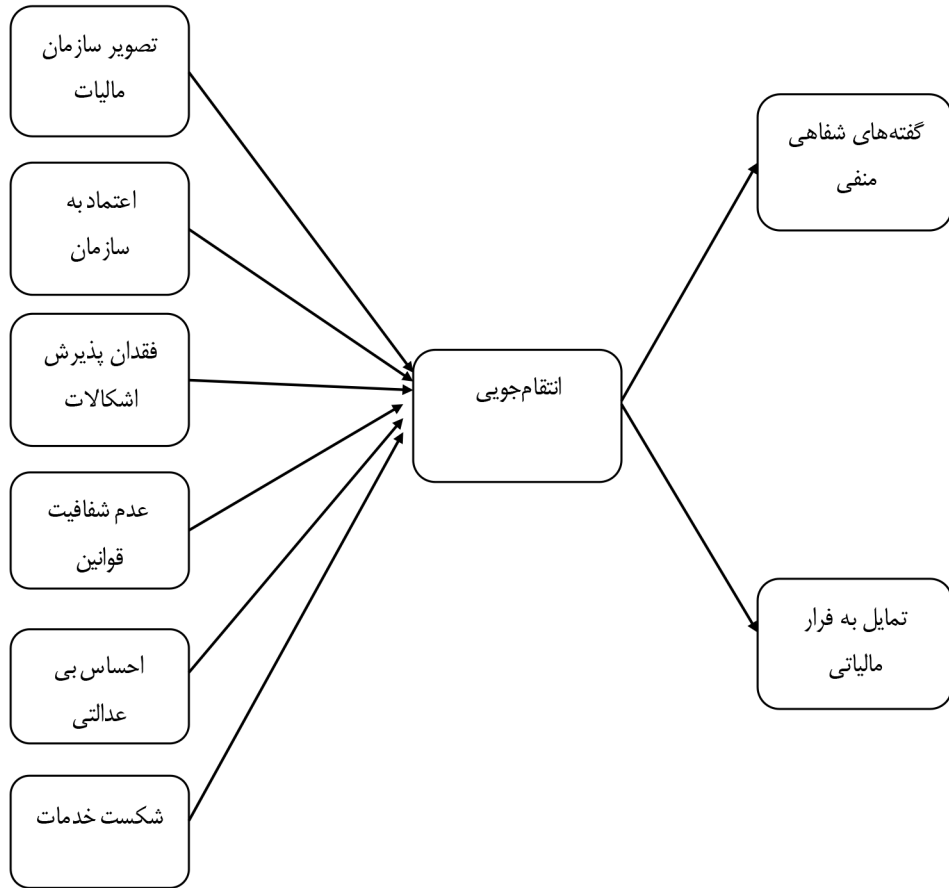 تصویر سازمان
مالیات
اعتماد به
سازمان
فقدان پذیرش
اشکالات
عدم شفافیت
قوانین
احساس بی
عدالتی
شکست خدمات
انتقام‌جویی
گفته‌های شفاهی
منفی
تمایل به فرار
مالیاتی